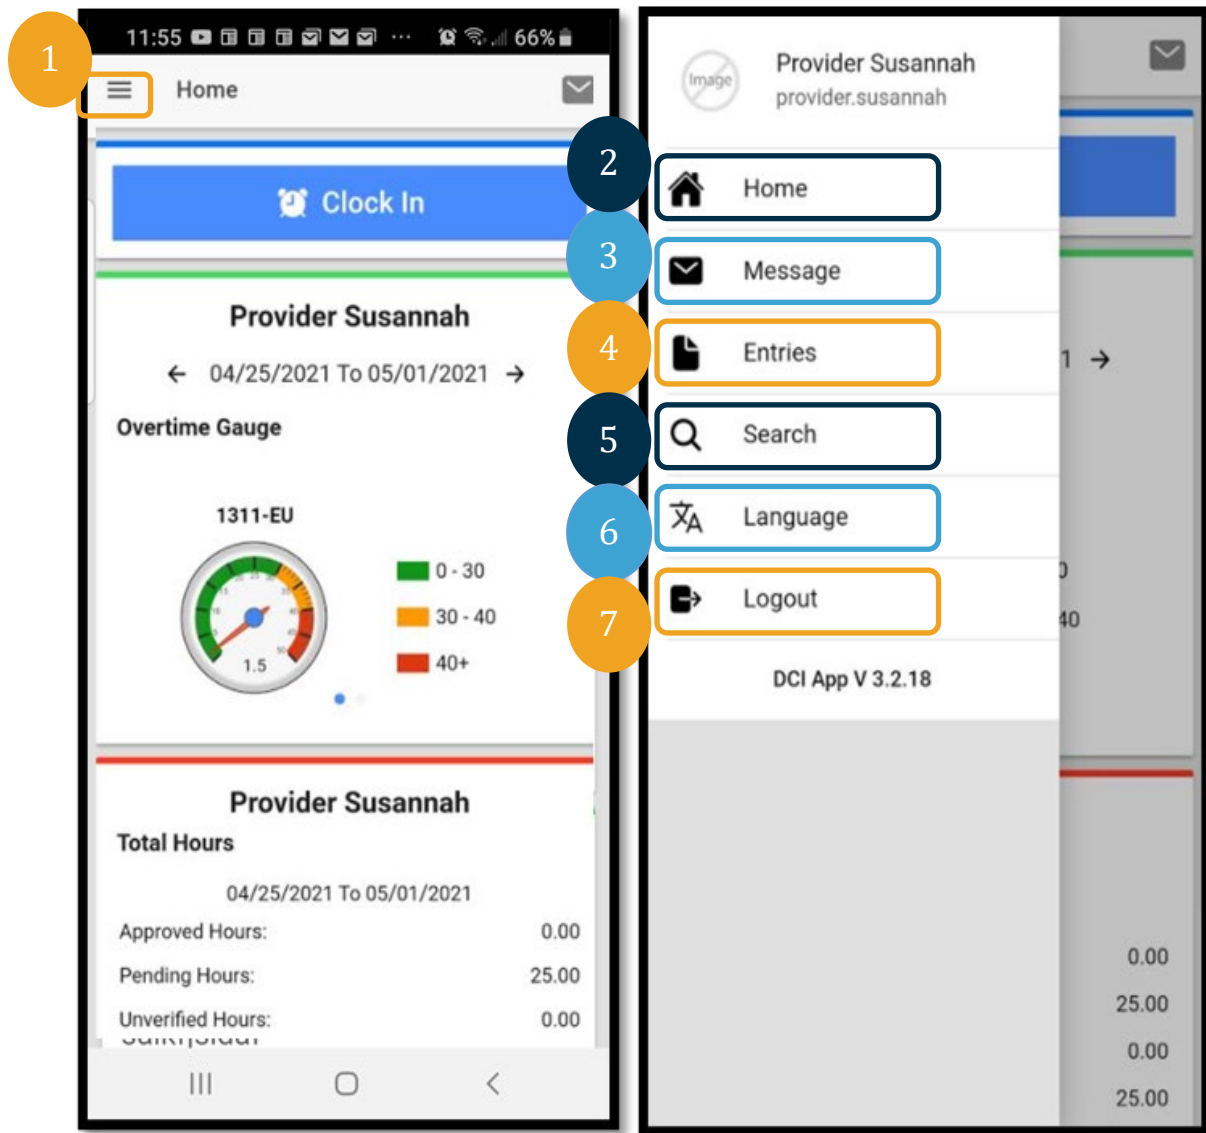 1
11:55 66%
Home
Clock In
Provider Susannah
04/25/2021 To 05/01/2021
Overtime Gauge
1311-EU
0 - 30
30 - 40
40+
1.5
Provider Susannah
Total Hours
04/25/2021 To 05/01/2021
Approved Hours: 0.00
Pending Hours: 25.00
Unverified Hours: 0.00
Image
Provider Susannah
provider.susannah
2 Home
3 Message
4 Entries
5 Search
6 Language
7 Logout
DCI App V 3.2.18
1
0
40
0.00
25.00
0.00
25.00